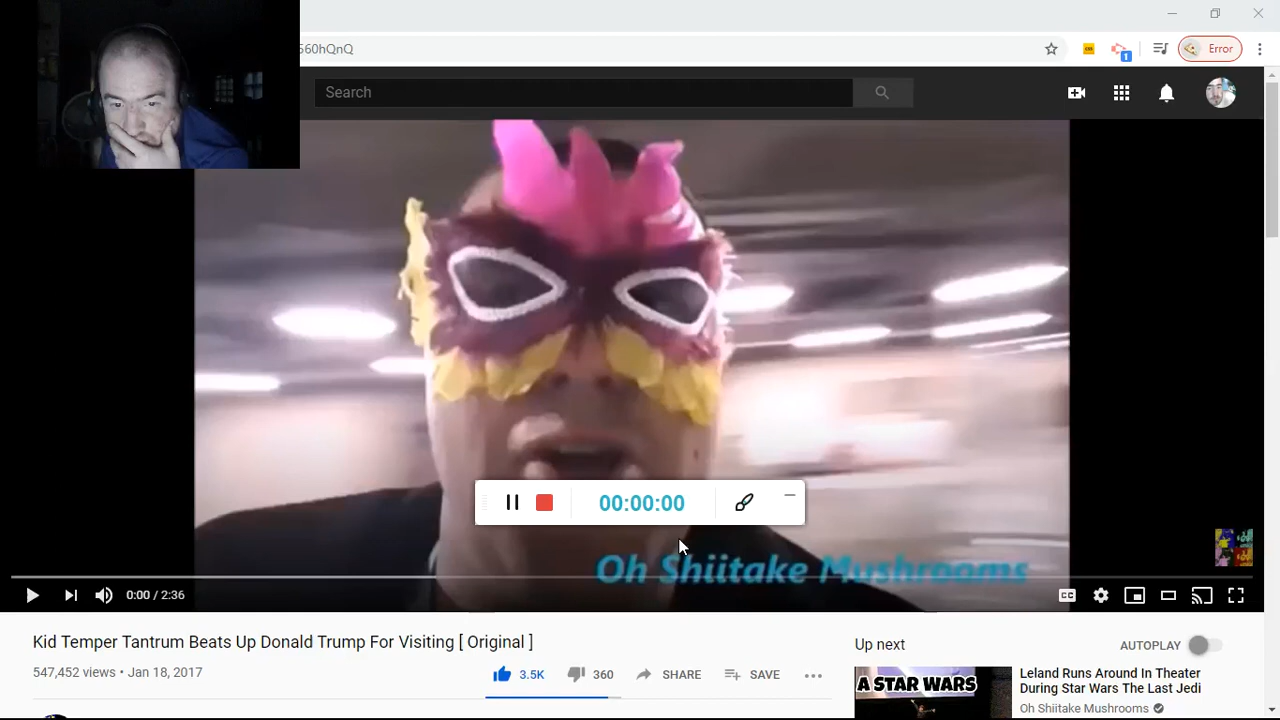 560hQnQ
1
Error
Search
00:00:00
Oh Shiitake Mushrooms
0:00 / 2:36
CC
Kid Temper Tantrum Beats Up Donald Trump For Visiting [ Original ]
547,452 views • Jan 18, 2017
3.5K
360
SHARE
SAVE
Up next
AUTOPLAY
A STAR WARS
Leland Runs Around In Theater
During Star Wars The Last Jedi
Oh Shiitake Mushrooms